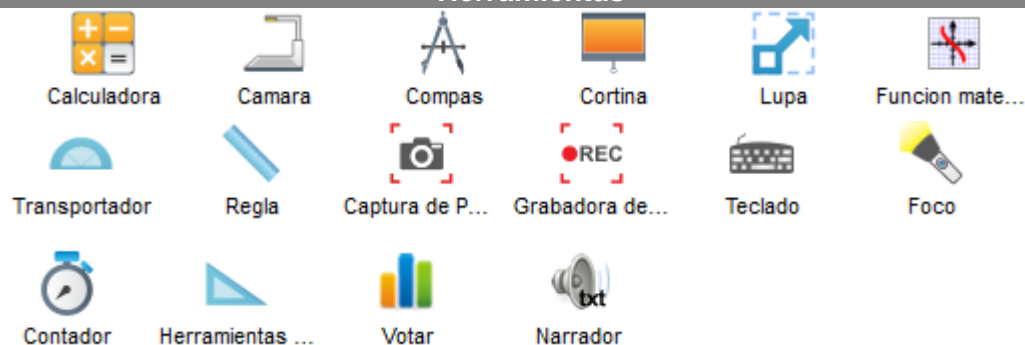 Herramientas
Calculadora Camara Compas Cortina Lupa Funcion mate...
REC
Transportador Regla Captura de P... Grabadora de... Teclado Foco
txt
Contador Herramientas ... Votar Narrador